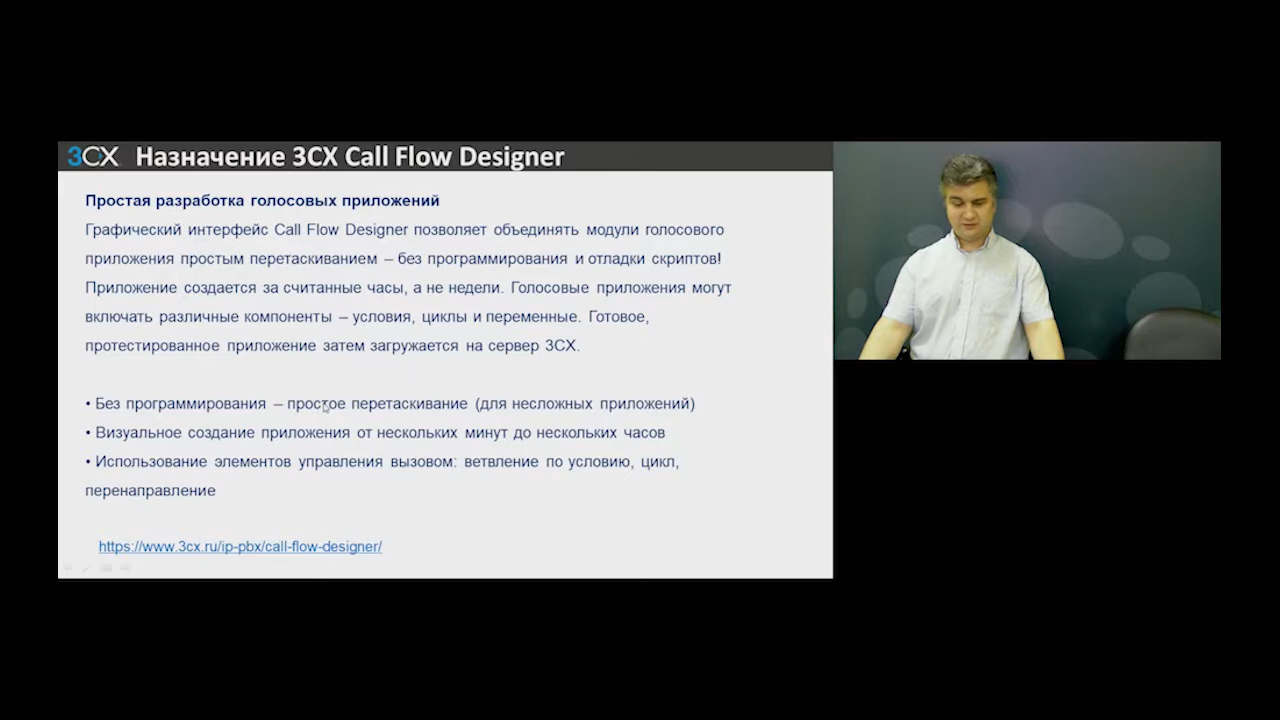 3CX Назначение 3CX Call Flow Designer
Простая разработка голосовых приложений
Графический интерфейс Call Flow Designer позволяет объединять модули голосового
приложения простым перетаскиванием – без программирования и отладки скриптов!
Приложение создается за считанные часы, а не недели. Голосовые приложения могут
включать различные компоненты – условия, циклы и переменные. Готовое,
протестированное приложение затем загружается на сервер 3CX.
• Без программирования – простое перетаскивание (для несложных приложений)
• Визуальное создание приложения от нескольких минут до нескольких часов
• Использование элементов управления вызовом: ветвление по условию, цикл,
перенаправление
https://www.3cx.ru/ip-pbx/call-flow-designer/